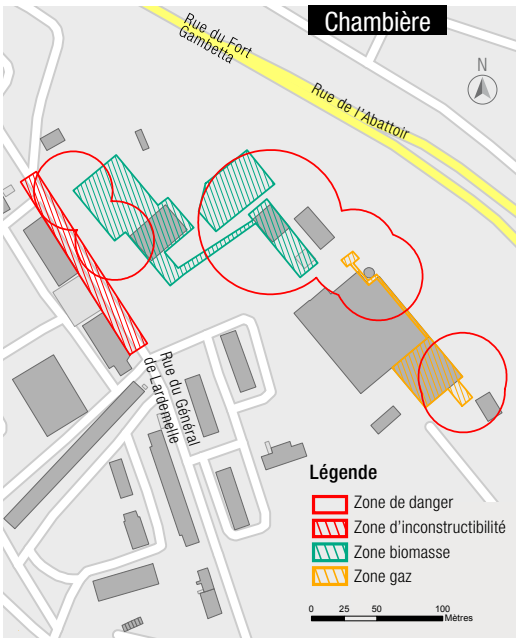 Chambière
Rue du Fort
Gambetta
Rue de l'Abattoir
N
Rue du Général
de Lardemelle
Légende
Zone de danger
Zone d'inconstructibilité
Zone biomasse
Zone gaz
0 25 50 100
Mètres